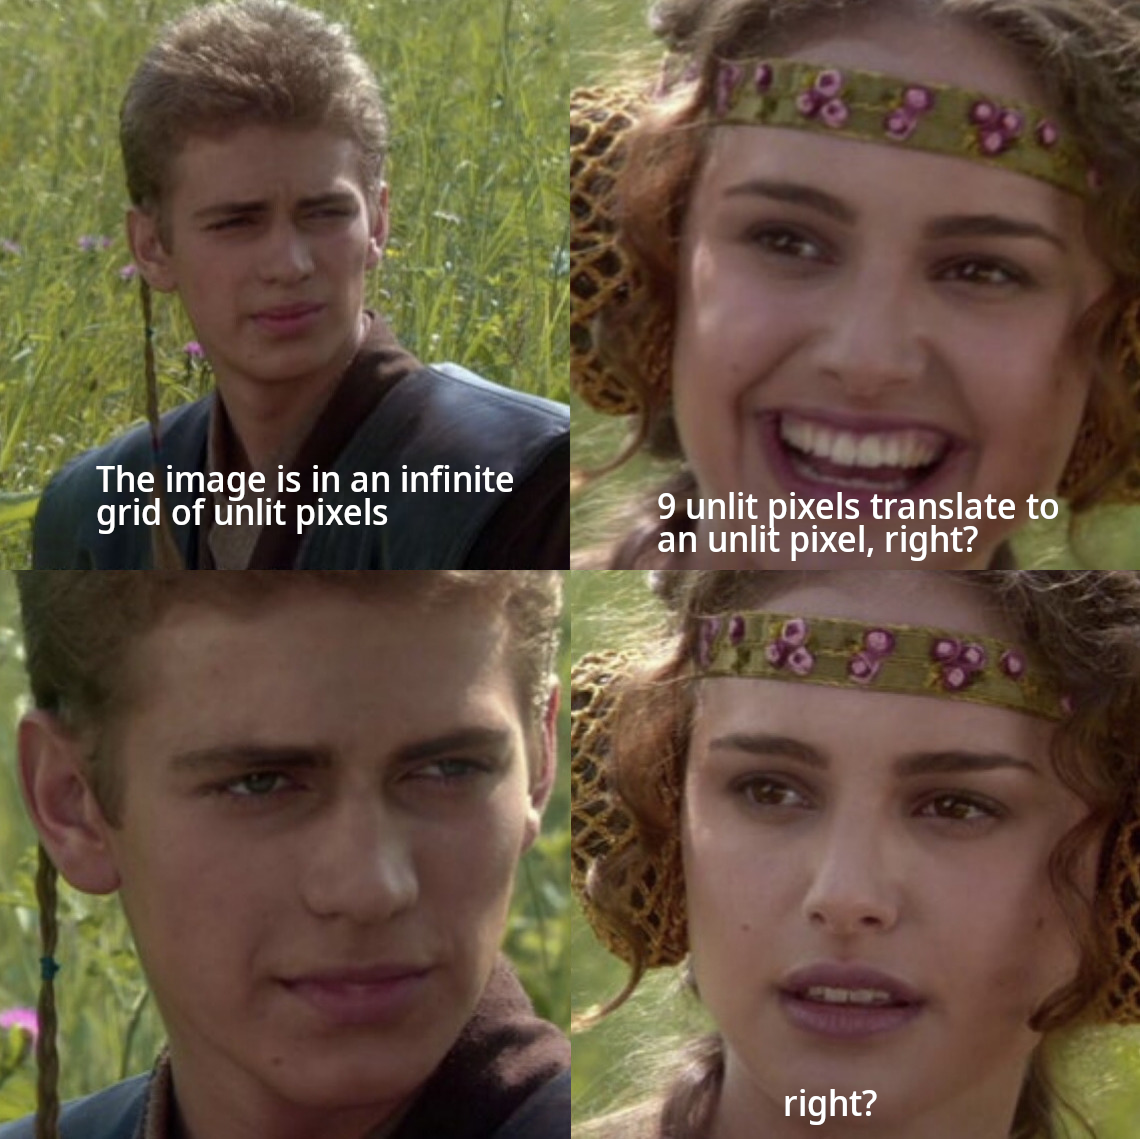 The image is in an infinite
grid of unlit pixels
9 unlit pixels translate to
an unlit pixel, right?
right?